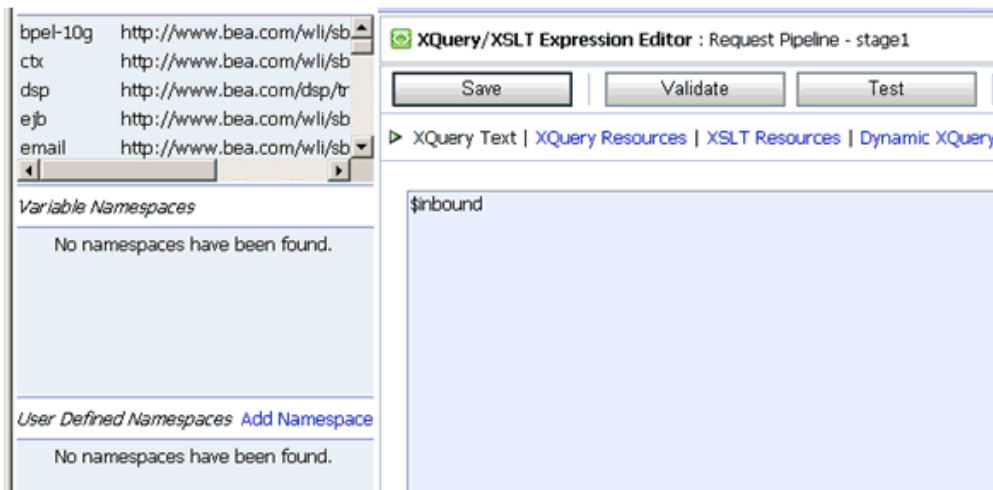 bpel-10g http://www.bea.com/wli/sb
ctx http://www.bea.com/wli/sb
dsp http://www.bea.com/dsp/tr
ejb http://www.bea.com/wli/sb
email http://www.bea.com/wli/sb
Variable Namespaces
No namespaces have been found.
User Defined Namespaces Add Namespace
No namespaces have been found.
XQuery/XSLT Expression Editor : Request Pipeline - stage1
Save Validate Test
XQuery Text | XQuery Resources | XSLT Resources | Dynamic XQuery
$inbound